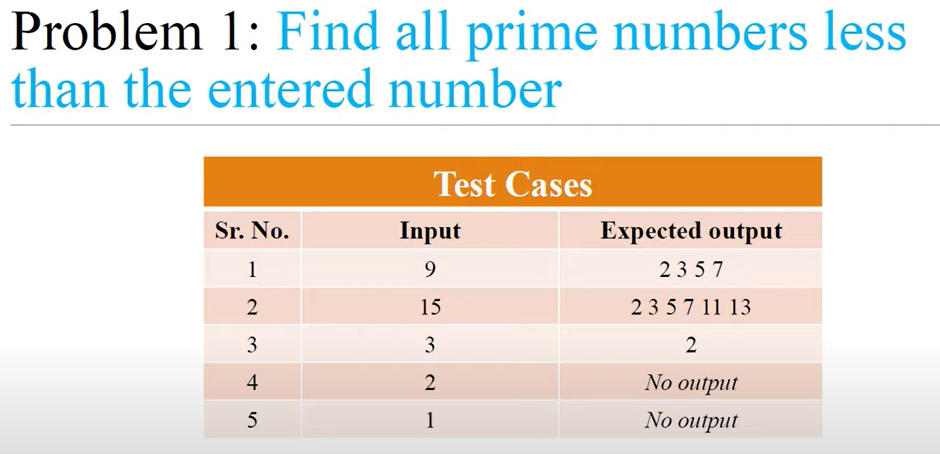 Problem 1: Find all prime numbers less
than the entered number
Test Cases
Sr. No. Input Expected output
1 9 2 3 5 7
2 15 2 3 5 7 11 13
3 3 2
4 2 No output
5 1 No output